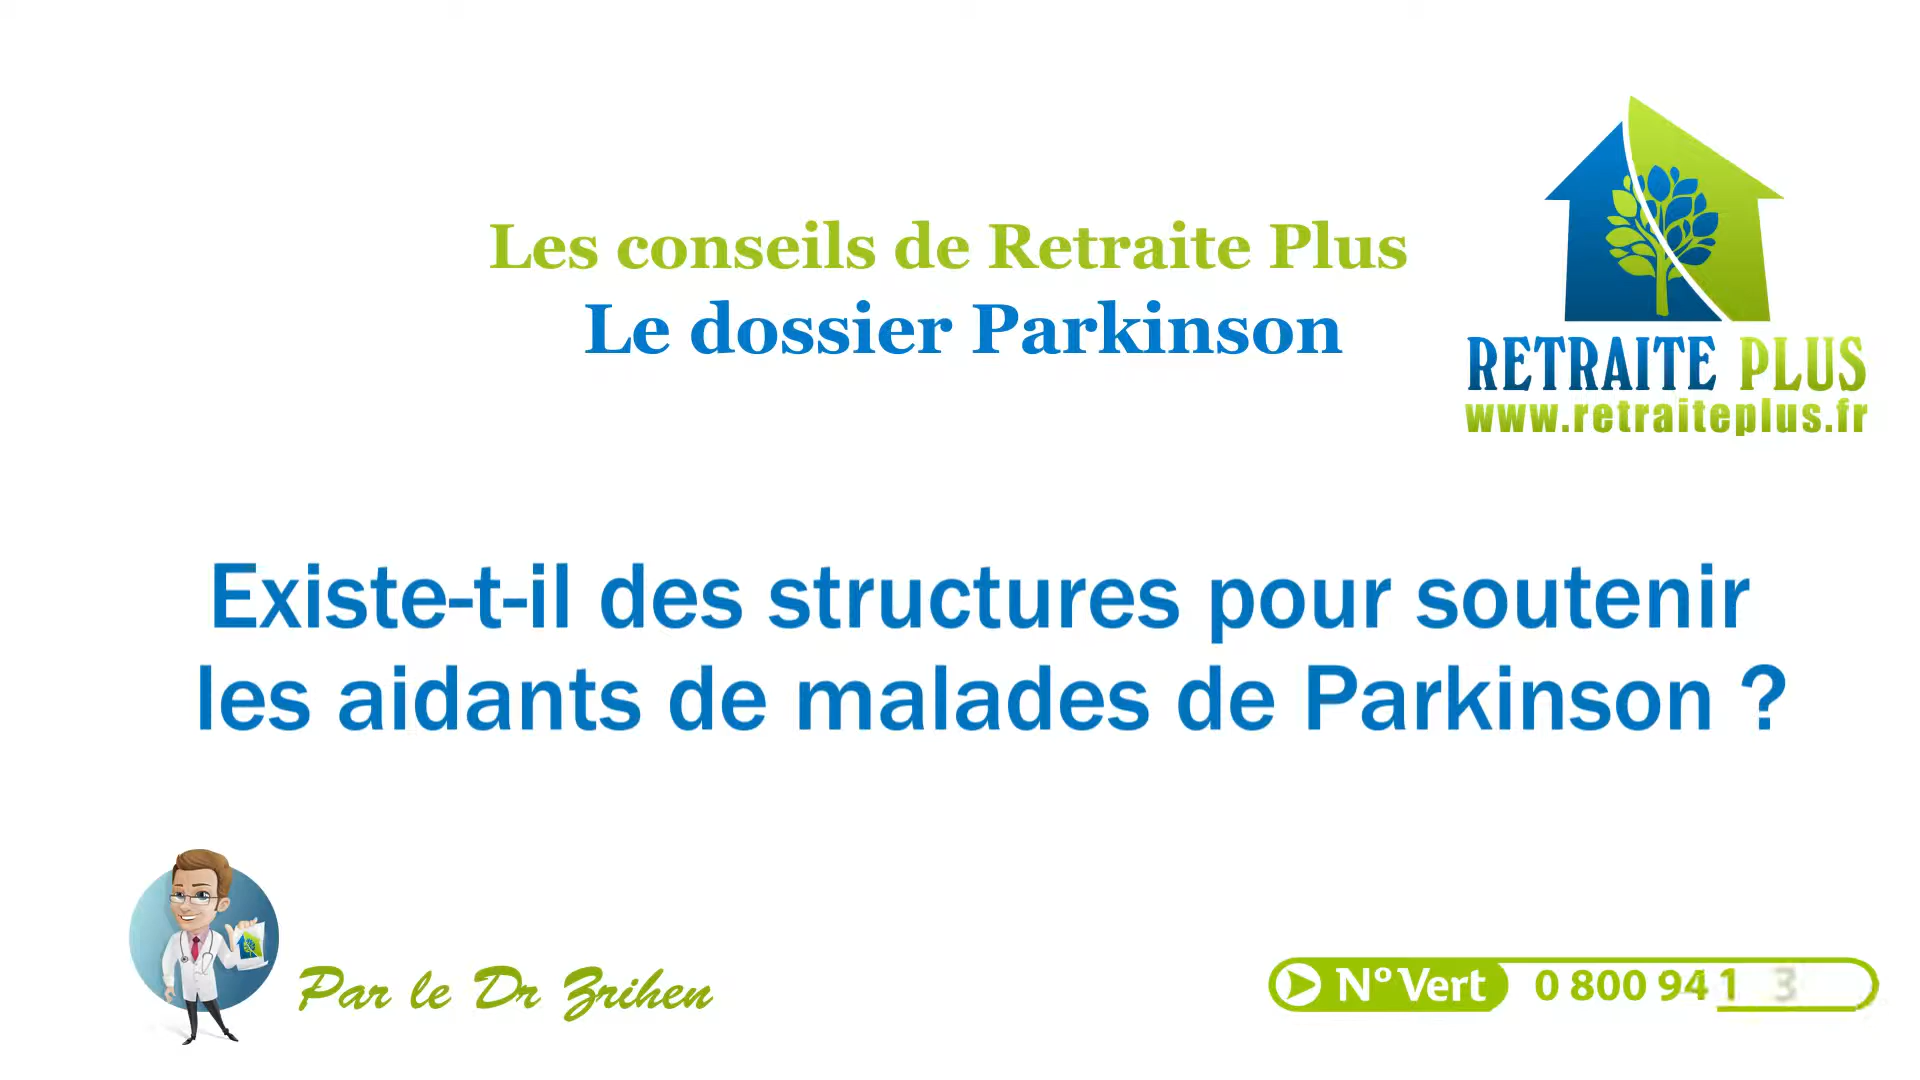 Les conseils de Retraite Plus
Le dossier Parkinson
RETRAITE PLUS
www.retraiteplus.fr
Existe-t-il des structures pour soutenir
les aidants de malades de Parkinson ?
Par le Dr Zrihen
N° Vert 0 800 94 1